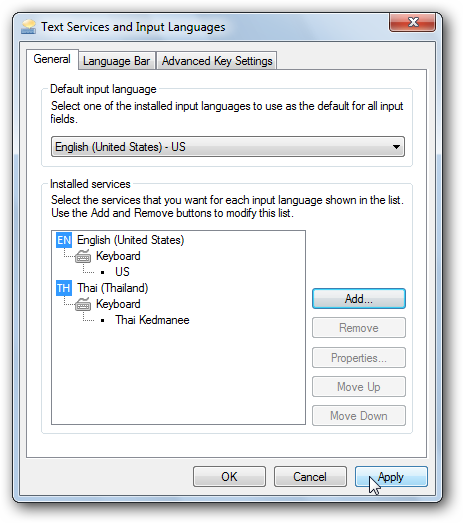 Text Services and Input Languages
General
Language Bar
Advanced Key Settings
Default input language
Select one of the installed input languages to use as the default for all input
fields.
English (United States) - US
Installed services
Select the services that you want for each input language shown in the list.
Use the Add and Remove buttons to modify this list.
EN English (United States)
Keyboard
US
TH Thai (Thailand)
Keyboard
Thai Kedmanee
Add...
Remove
Properties...
Move Up
Move Down
OK
Cancel
Apply